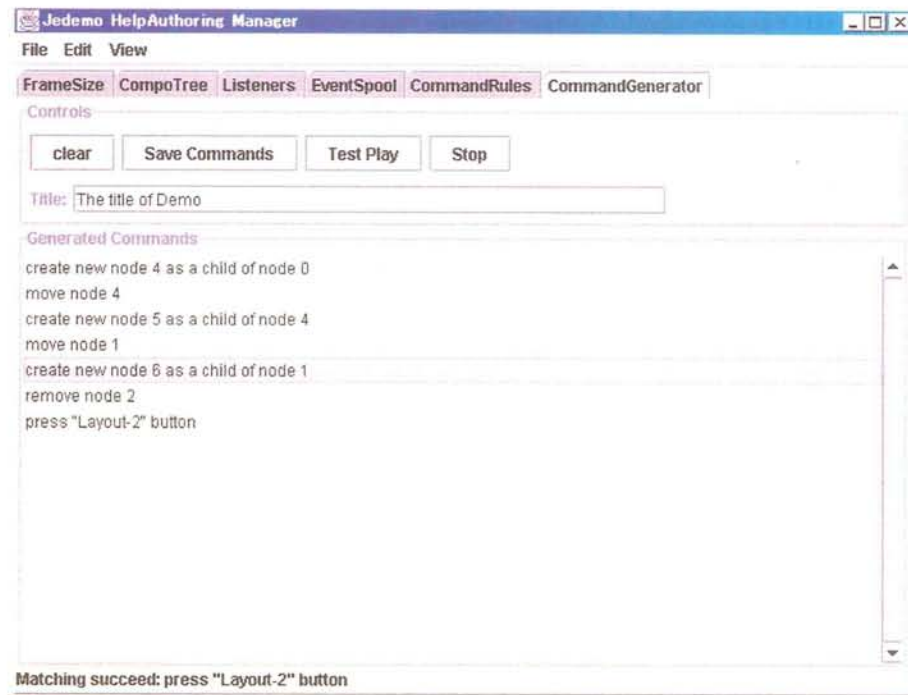 Jedemo HelpAuthoring Manager
File Edit View
FrameSize CompoTree Listeners EventSpool CommandRules CommandGenerator
Controls
clear Save Commands Test Play Stop
Title: The title of Demo
Generated Commands
create new node 4 as a child of node 0
move node 4
create new node 5 as a child of node 4
move node 1
create new node 6 as a child of node 1
remove node 2
press "Layout-2" button
Matching succeed: press "Layout-2" button